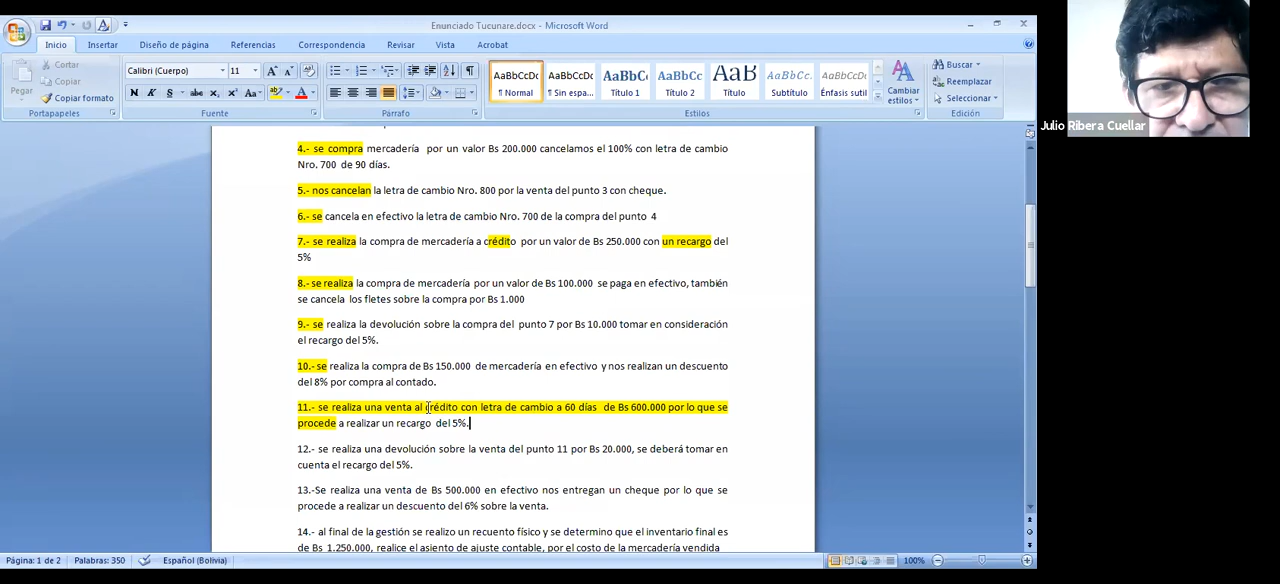 Enunciado Tucunare.docx - Microsoft Word
Inicio Insertar Diseño de página Referencias Correspondencia Revisar Vista Acrobat
Pegar Cortar Copiar Copiar formato
Calibri (Cuerpo) 11
N K S abc x₂ x² Aa A
AaBbCcDc AaBbCcDc AaBbC AaBbCc AaB AaBbCc AaBbCcDc
¶ Normal ¶ Sin espa... Título 1 Título 2 Título Subtítulo Énfasis sutil
Cambiar estilos
Buscar
Reemplazar
Seleccionar
Portapapeles Fuente Párrafo Estilos Edición
Julio Ribera Cuellar
4.- se compra mercadería por un valor Bs 200.000 cancelamos el 100% con letra de cambio
Nro. 700 de 90 días.
5.- nos cancelan la letra de cambio Nro. 800 por la venta del punto 3 con cheque.
6.- se cancela en efectivo la letra de cambio Nro. 700 de la compra del punto 4
7.- se realiza la compra de mercadería a crédito por un valor de Bs 250.000 con un recargo del
5%
8.- se realiza la compra de mercadería por un valor de Bs 100.000 se paga en efectivo, también
se cancela los fletes sobre la compra por Bs 1.000
9.- se realiza la devolución sobre la compra del punto 7 por Bs 10.000 tomar en consideración
el recargo del 5%.
10.- se realiza la compra de Bs 150.000 de mercadería en efectivo y nos realizan un descuento
del 8% por compra al contado.
11.- se realiza una venta al crédito con letra de cambio a 60 días de Bs 600.000 por lo que se
procede a realizar un recargo del 5%.
12.- se realiza una devolución sobre la venta del punto 11 por Bs 20.000, se deberá tomar en
cuenta el recargo del 5%.
13.-Se realiza una venta de Bs 500.000 en efectivo nos entregan un cheque por lo que se
procede a realizar un descuento del 6% sobre la venta.
14.- al final de la gestión se realizo un recuento físico y se determino que el inventario final es
de Bs 1.250.000, realice el asiento de ajuste contable, por el costo de la mercadería vendida
Página: 1 de 2 Palabras: 350 Español (Bolivia) 100%